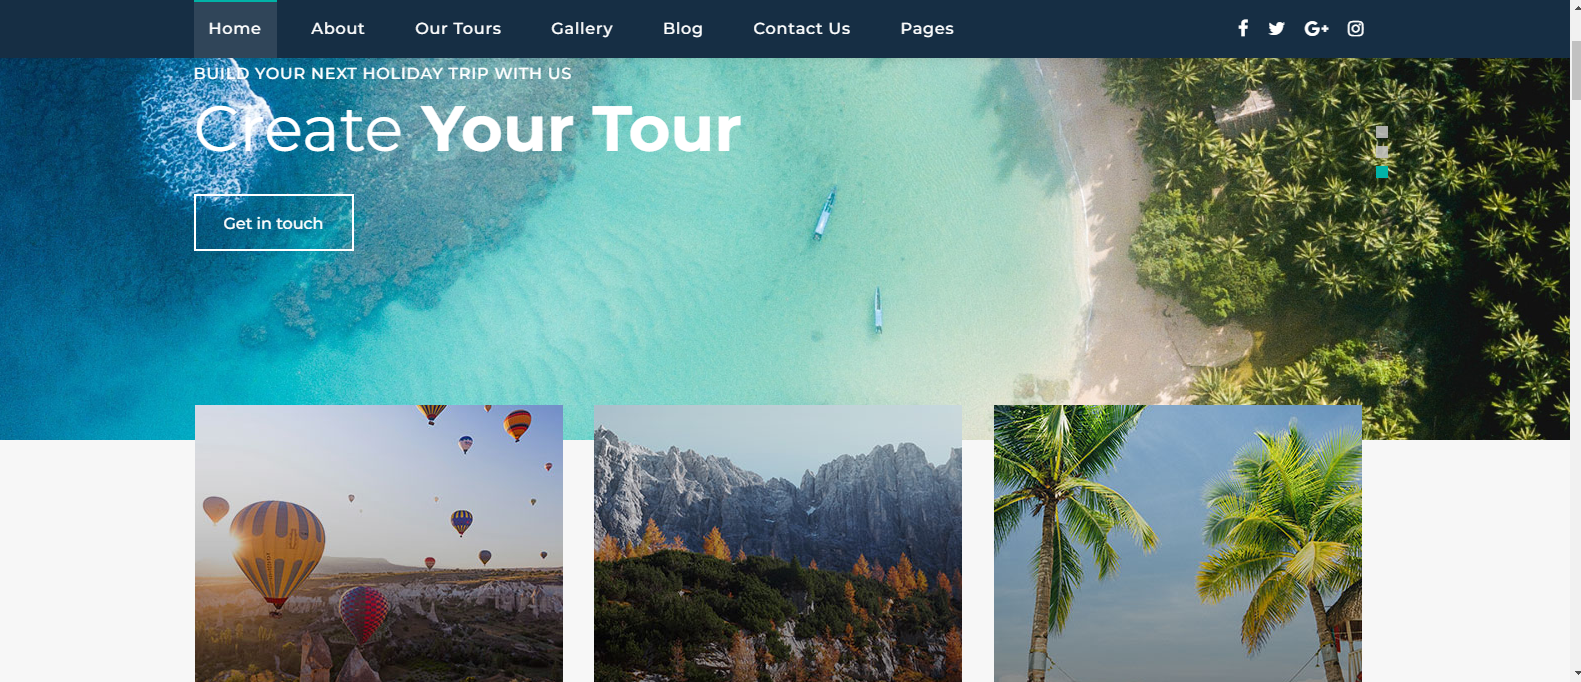 Home About Our Tours Gallery Blog Contact Us Pages
BUILD YOUR NEXT HOLIDAY TRIP WITH US
Create Your Tour
Get in touch